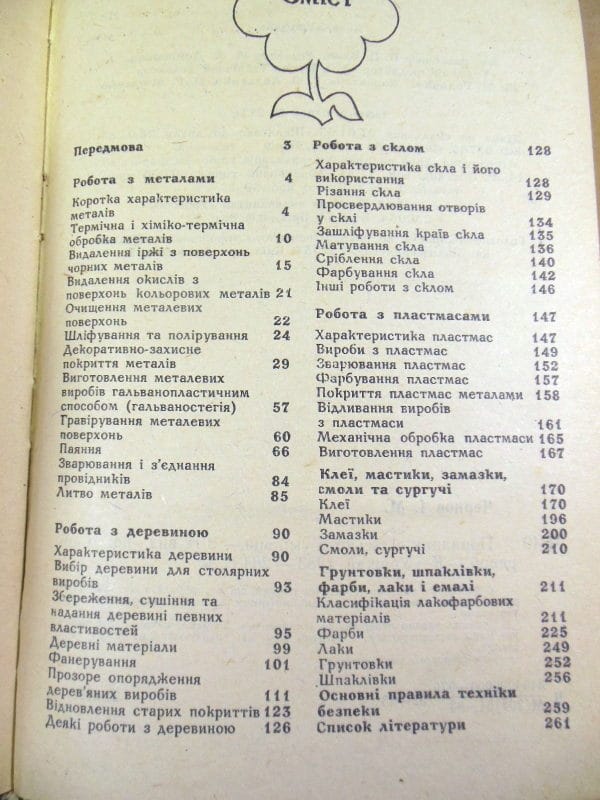 ЗМІСТ
Передмова 3
Робота з металами 4
Коротка характеристика
металів 4
Термічна і хіміко-термічна
обробка металів 10
Видалення іржі з поверхонь
чорних металів 15
Видалення окислів з
поверхонь кольорових металів 21
Очищення металевих
поверхонь 22
Шліфування та полірування 24
Декоративно-захисне
покриття металів 29
Виготовлення металевих
виробів гальванопластичним
способом (гальваностегія) 57
Гравірування металевих
поверхонь 60
Паяння 66
Зварювання і з’єднання
провідників 84
Литво металів 85
Робота з деревиною 90
Характеристика деревини 90
Вибір деревини для столярних
виробів 93
Збереження, сушіння та
надання деревині певних
властивостей 95
Деревні матеріали 99
Фанерування 101
Прозоре опорядження
дерев’яних виробів 111
Відновлення старих покриттів 123
Деякі роботи з деревиною 126
Робота з склом 128
Характеристика скла і його
використання 128
Різання скла 129
Просвердлювання отворів
у склі 134
Зашліфування країв скла 135
Матування скла 136
Сріблення скла 140
Фарбування скла 142
Інші роботи з склом 146
Робота з пластмасами 147
Характеристика пластмас 147
Вироби з пластмас 149
Зварювання пластмас 152
Фарбування пластмас 157
Покриття пластмас металами 158
Відливання виробів
з пластмаси 161
Механічна обробка пластмаси 165
Виготовлення пластмас 167
Клеї, мастики, замазки,
смоли та сургучі 170
Клеї 170
Мастики 196
Замазки 200
Смоли, сургучі 210
Грунтовки, шпаклівки,
фарби, лаки і емалі 211
Класифікація лакофарбових
матеріалів 211
Фарби 225
Лаки 249
Грунтовки 252
Шпаклівки 256
Основні правила техніки
безпеки 259
Список літератури 261